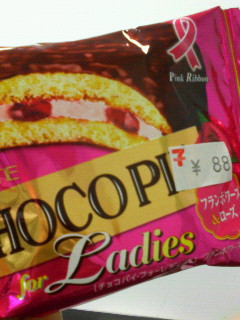 Pink Ribbon
TE
7 ¥88
CHOCO PI
フランボワーズ
&ローズ
for Ladies
(チョコパイ・フォー・レ